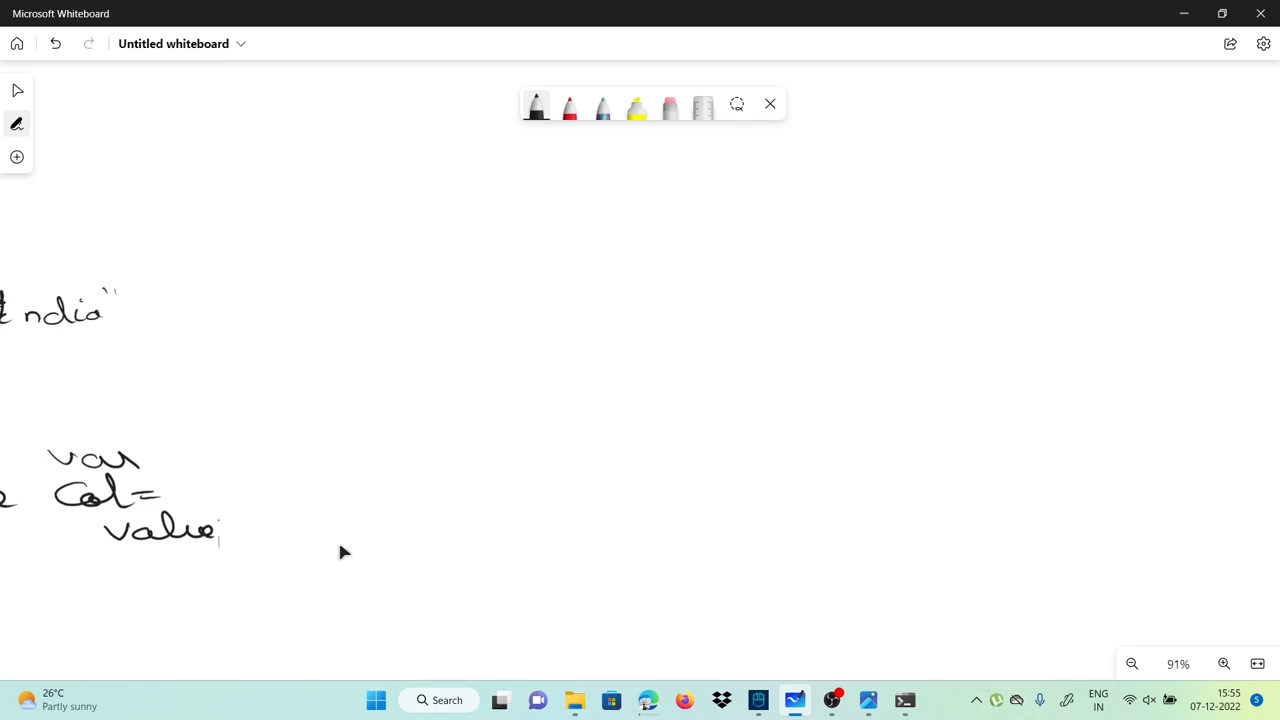 Microsoft Whiteboard
Untitled whiteboard
ndia"
var
Col=
value;
91%
26°C
Partly sunny
Search
ENG
IN
15:55
07-12-2022
5